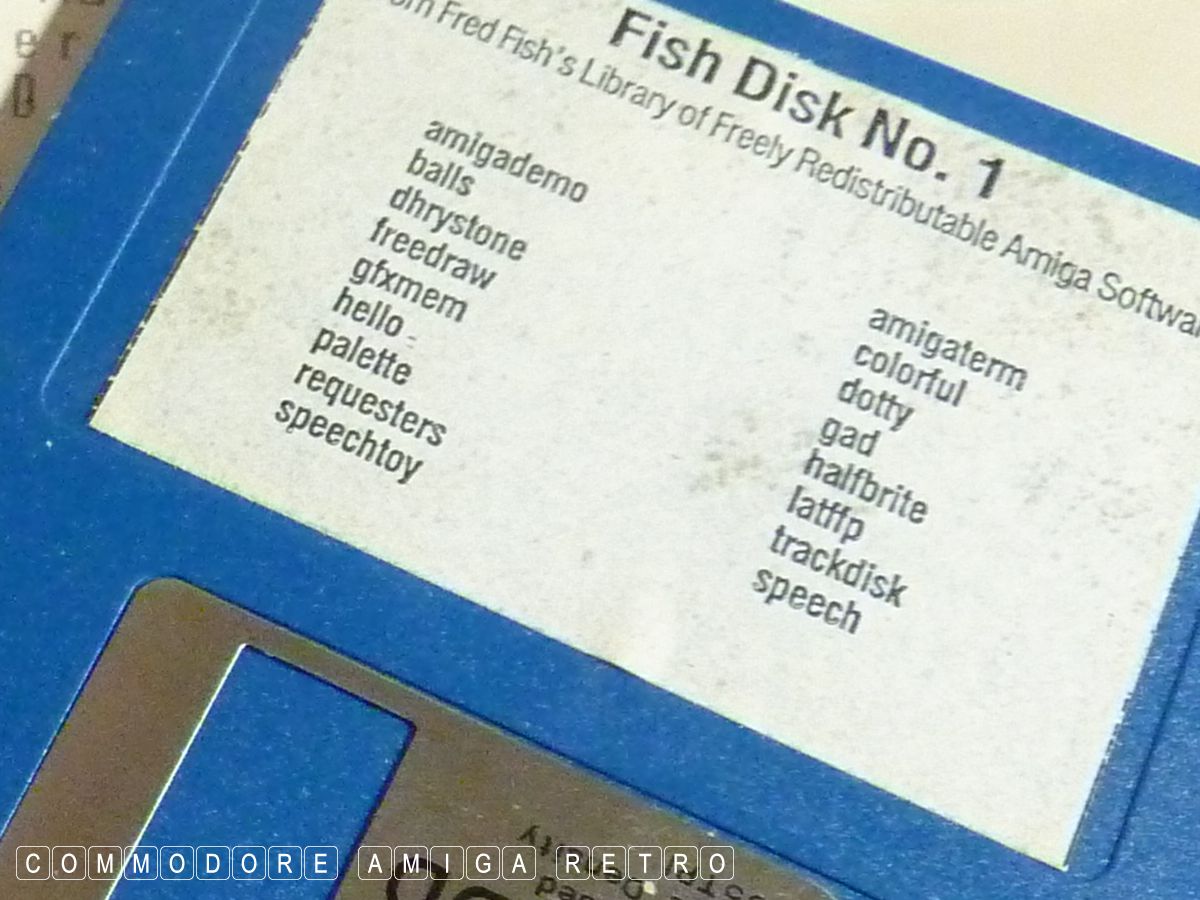 Fish Disk No. 1
Fred Fish's Library of Freely Redistributable Amiga
amigademo
balls
dhrystone
freedraw
gfxmem
hello
palette
requesters
speechtoy
amigaterm
colorful
dotty
gad
halfbrite
latffp
trackdisk
speech
Density
COMMODORE AMIGA RETRO